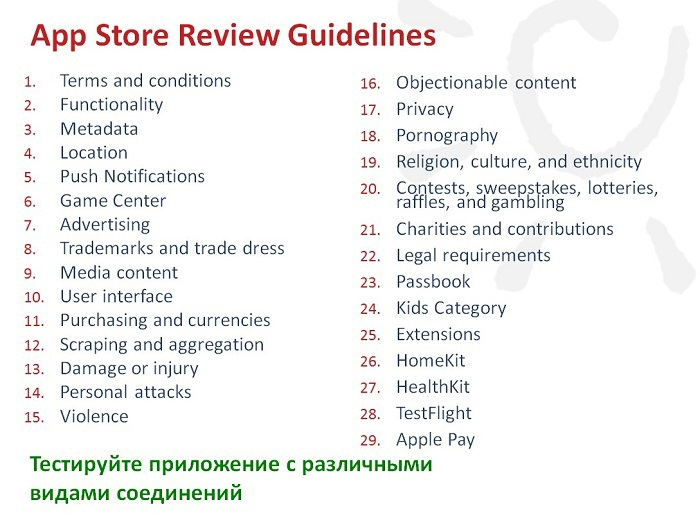 App Store Review Guidelines
1. Terms and conditions
2. Functionality
3. Metadata
4. Location
5. Push Notifications
6. Game Center
7. Advertising
8. Trademarks and trade dress
9. Media content
10. User interface
11. Purchasing and currencies
12. Scraping and aggregation
13. Damage or injury
14. Personal attacks
15. Violence
16. Objectionable content
17. Privacy
18. Pornography
19. Religion, culture, and ethnicity
20. Contests, sweepstakes, lotteries,
raffles, and gambling
21. Charities and contributions
22. Legal requirements
23. Passbook
24. Kids Category
25. Extensions
26. HomeKit
27. HealthKit
28. TestFlight
29. Apple Pay
Тестируйте приложение с различными
видами соединений